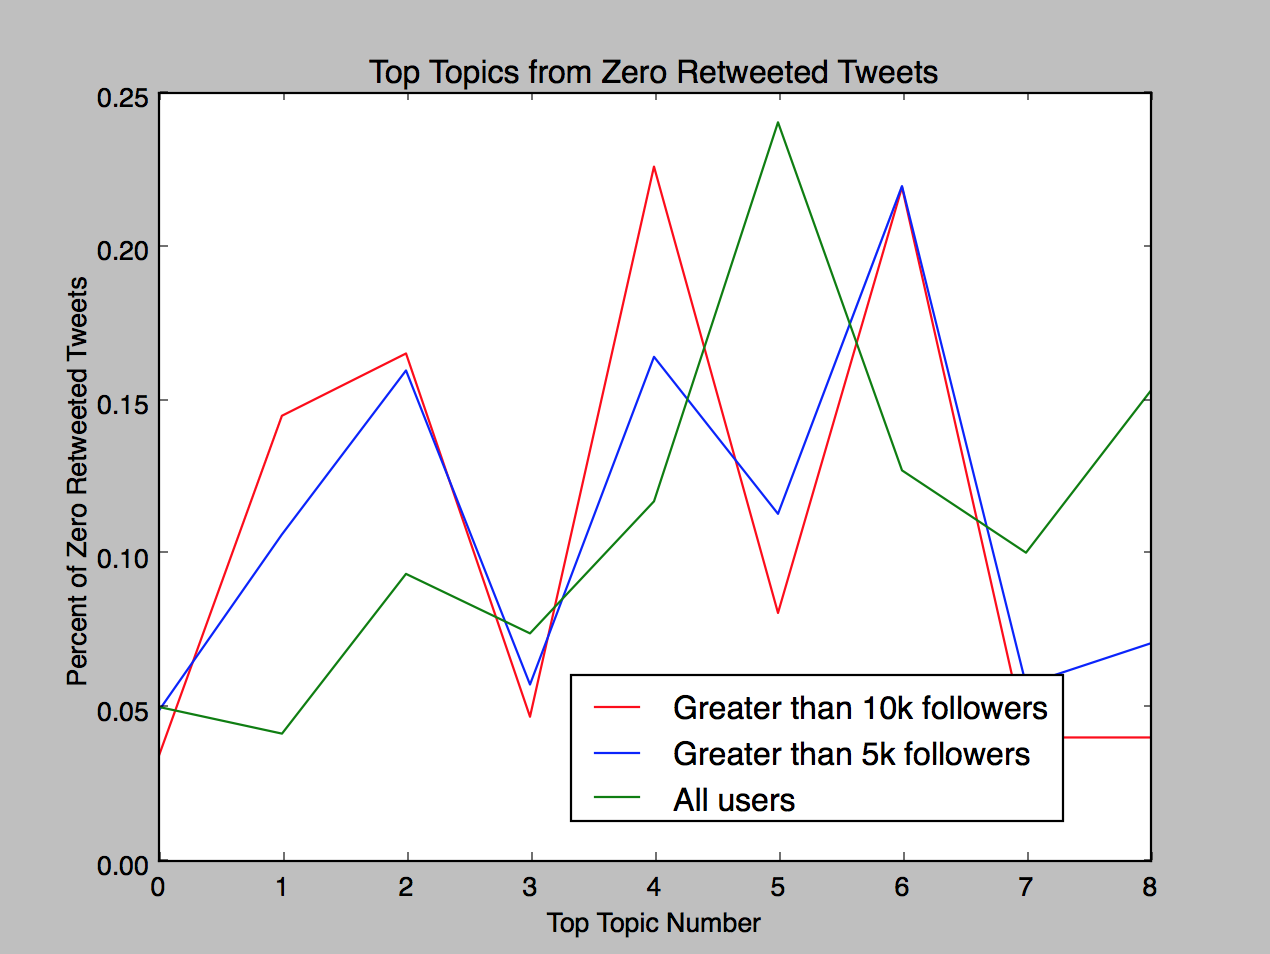 Top Topics from Zero Retweeted Tweets
0.25
0.20
0.15
0.10
0.05
0.00
Percent of Zero Retweeted Tweets
Greater than 10k followers
Greater than 5k followers
All users
0 1 2 3 4 5 6 7 8
Top Topic Number